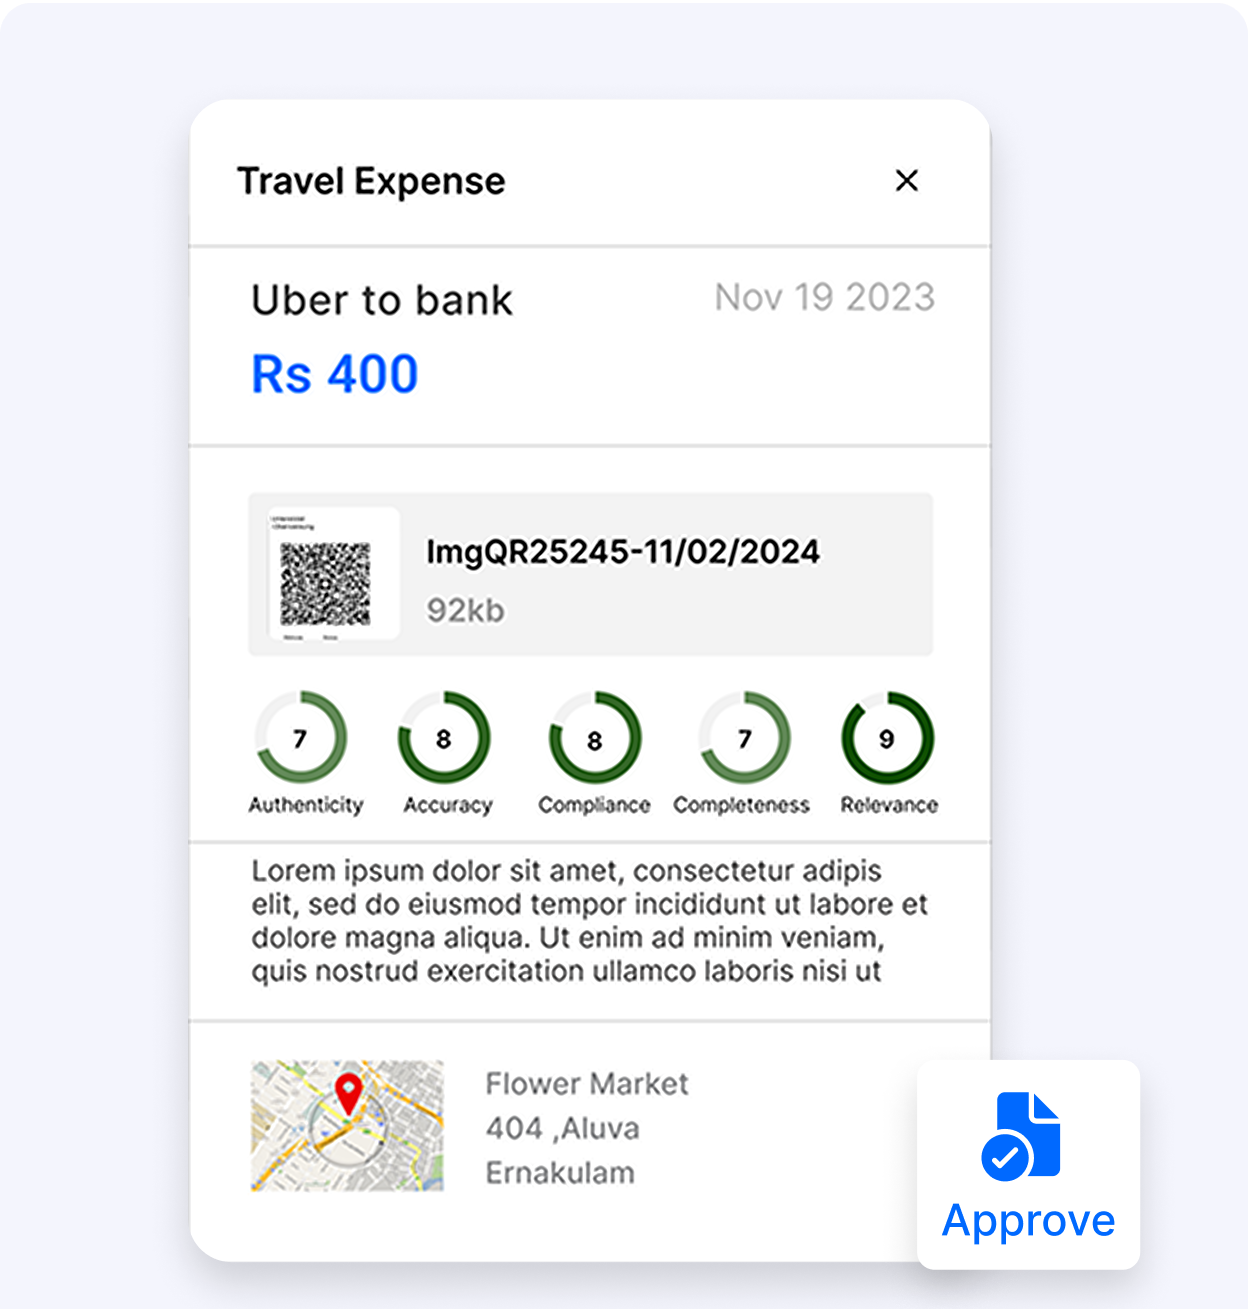 Travel Expense
Uber to bank
Nov 19 2023
Rs 400
ImgQR25245-11/02/2024
92kb
7
8
8
7
9
Authenticity
Accuracy
Compliance
Completeness
Relevance
Lorem ipsum dolor sit amet, consectetur adipis
elit, sed do eiusmod tempor incididunt ut labore et
dolore magna aliqua. Ut enim ad minim veniam,
quis nostrud exercitation ullamco laboris nisi ut
Flower Market
404 ,Aluva
Ernakulam
Approve